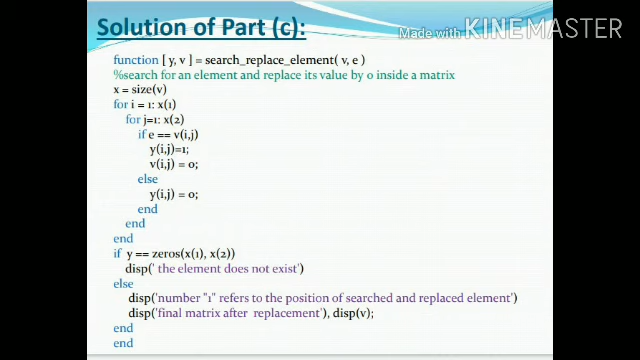 Solution of Part (c):
Made with KINEMASTER
function [ y, v ] = search_replace_element( v, e )
%search for an element and replace its value by 0 inside a matrix
x = size(v)
for i = 1: x(1)
for j=1: x(2)
if e == v(i,j)
y(i,j)=1;
v(i,j) = 0;
else
y(i,j) = 0;
end
end
end
if y == zeros(x(1), x(2))
disp(' the element does not exist')
else
disp('number "1" refers to the position of searched and replaced element')
disp('final matrix after replacement'), disp(v);
end
end